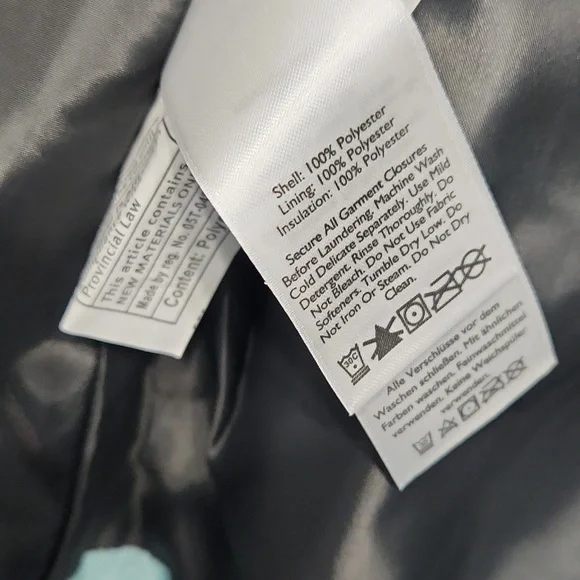 Shell: 100% Polyester
Lining: 100% Polyester
Insulation: 100% Polyester
Secure All Garment Closures
Before Laundering. Machine Wash
Cold Delicate Separately. Use Mild
Detergent, Rinse Thoroughly. Do
Not Bleach. Do Not Use Fabric
Softeners. Tumble Dry Low. Do
Not Iron Or Steam. Do Not Dry
Clean.
30C
Alle Verschlüsse vor dem
Waschen schließen. Mit ähnlichen
Farben waschen. Feinwaschmittel
verwenden. Keine Weichspüler
verwenden.
Provincial Law
This article contains
NEW MATERIALS ON
Made by reg. No. 05T-04
Content: Poly